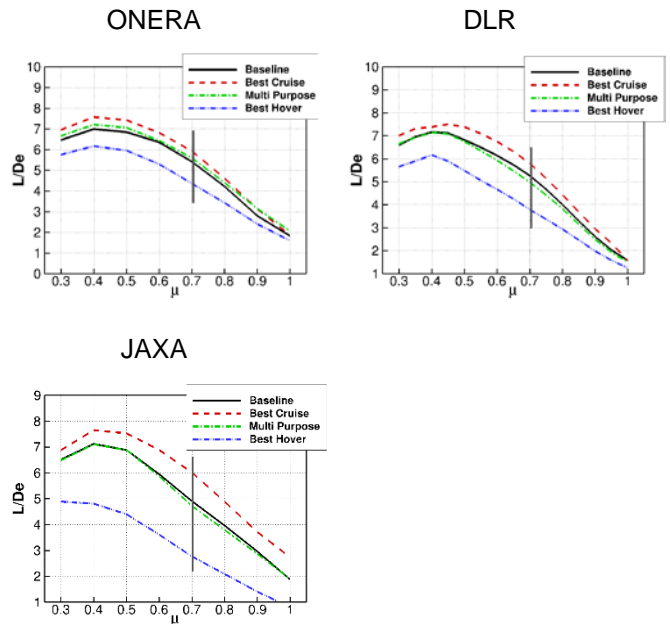 ONERA
10
9
8
7
6
5
4
3
2
1
0
L/De
Baseline
Best Cruise
Multi Purpose
Best Hover
0.3 0.4 0.5 0.6 0.7 0.8 0.9 1
μ
DLR
10
9
8
7
6
5
4
3
2
1
L/De
Baseline
Best Cruise
Multi Purpose
Best Hover
0.3 0.4 0.5 0.6 0.7 0.8 0.9 1
μ
JAXA
9
8
7
6
5
4
3
2
1
L/De
Baseline
Best Cruise
Multi Purpose
Best Hover
0.3 0.4 0.5 0.6 0.7 0.8 0.9 1
μ